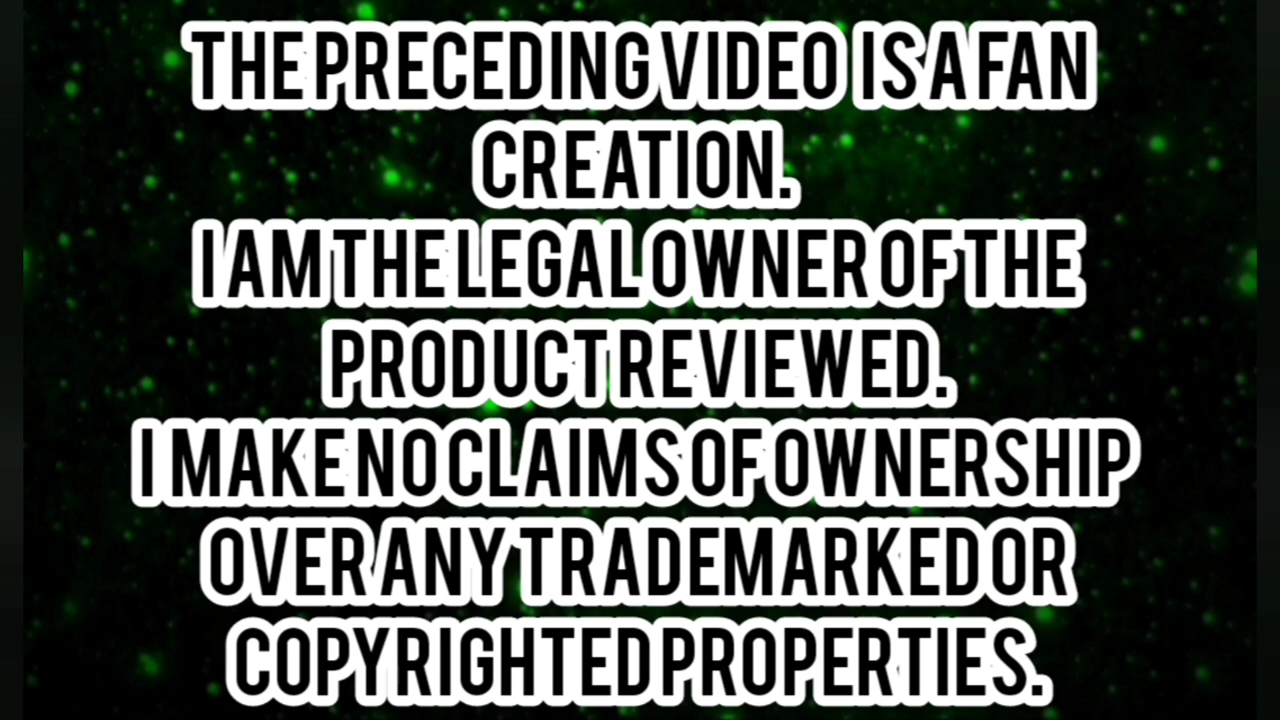 THE PRECEDING VIDEO IS A FAN
CREATION.
I AM THE LEGAL OWNER OF THE
PRODUCT REVIEWED.
I MAKE NO CLAIMS OF OWNERSHIP
OVER ANY TRADEMARKED OR
COPYRIGHTED PROPERTIES.